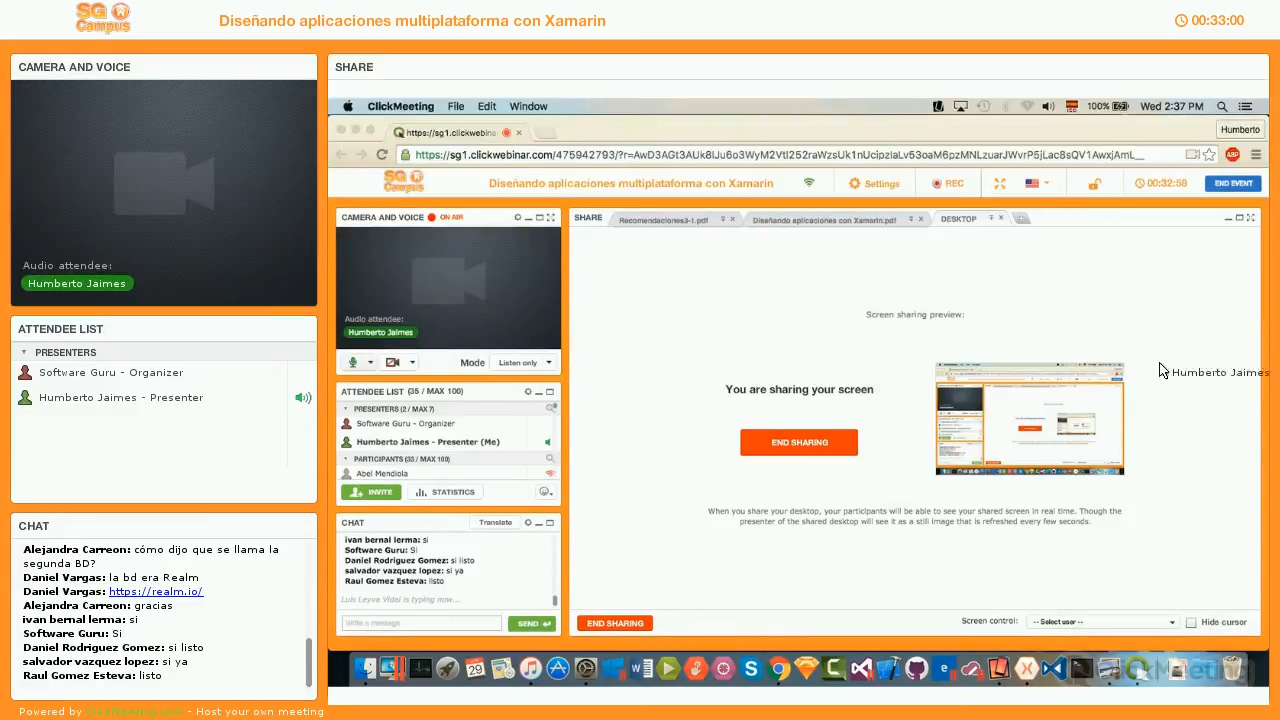 SG Campus
Diseñando aplicaciones multiplataforma con Xamarin
00:33:00
CAMERA AND VOICE
Audio attendee:
Humberto Jaimes
ATTENDEE LIST
PRESENTERS
Software Guru - Organizer
Humberto Jaimes - Presenter
CHAT
Alejandra Carreon: cómo dijo que se llama la
segunda BD?
Daniel Vargas: la bd era Realm
Daniel Vargas: https://realm.io/
Alejandra Carreon: gracias
ivan bernal lerma: si
Software Guru: Si
Daniel Rodriguez Gomez: si listo
salvador vazquez lopez: si ya
Raul Gomez Esteva: listo
Powered by ClickMeeting.com - Host your own meeting
SHARE
ClickMeeting File Edit Window
100% Wed 2:37 PM
https://sg1.clickwebinar
Humberto
SG Campus
Diseñando aplicaciones multiplataforma con Xamarin
Settings
REC
00:32:58
END EVENT
CAMERA AND VOICE ON AIR
Audio attendee:
Humberto Jaimes
Mode Listen only
ATTENDEE LIST (35 / MAX 100)
PRESENTERS (2 / MAX 7)
Software Guru - Organizer
Humberto Jaimes - Presenter (Me)
PARTICIPANTS (33 / MAX 100)
Abel Mendiola
INVITE
STATISTICS
CHAT
Translate
ivan bernal lerma: si
Software Guru: Si
Daniel Rodriguez Gomez: si listo
salvador vazquez lopez: si ya
Raul Gomez Esteva: listo
Luis Leyva Vidal is typing now...
Write a message
SEND
SHARE
Recomendaciones3-1.pdf
Diseñando aplicaciones con Xamarin.pdf
DESKTOP
Screen sharing preview:
You are sharing your screen
END SHARING
Humberto Jaimes
When you share your desktop, your participants will be able to see your shared screen in real time. Though the
presenter of the shared desktop will see it as a still image that is refreshed every few seconds.
END SHARING
Screen control: -- Select user --
Hide cursor
29
ClickMeeting